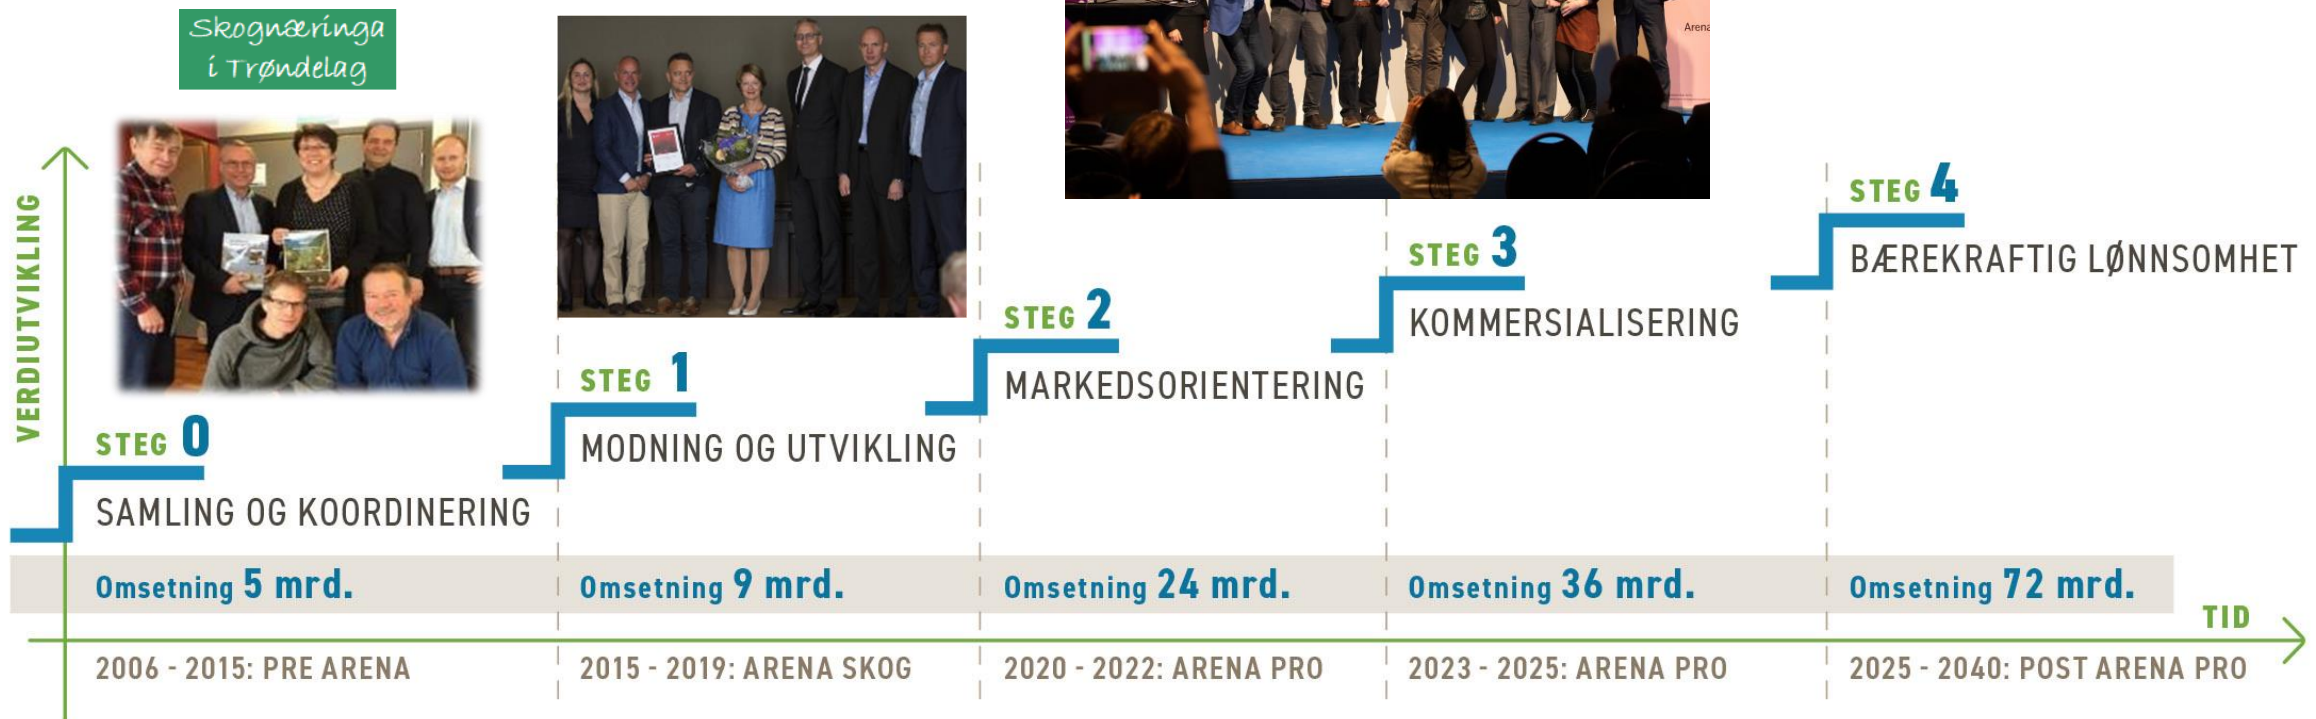 Skognæringa
i Trøndelag
Arena
VERDIUTVIKLING
STEG 0
SAMLING OG KOORDINERING
STEG 1
MODNING OG UTVIKLING
STEG 2
MARKEDSORIENTERING
STEG 3
KOMMERSIALISERING
STEG 4
BÆREKRAFTIG LØNNSOMHET
Omsetning 5 mrd.
Omsetning 9 mrd.
Omsetning 24 mrd.
Omsetning 36 mrd.
Omsetning 72 mrd.
TID
2006 - 2015: PRE ARENA
2015 - 2019: ARENA SKOG
2020 - 2022: ARENA PRO
2023 - 2025: ARENA PRO
2025 - 2040: POST ARENA PRO